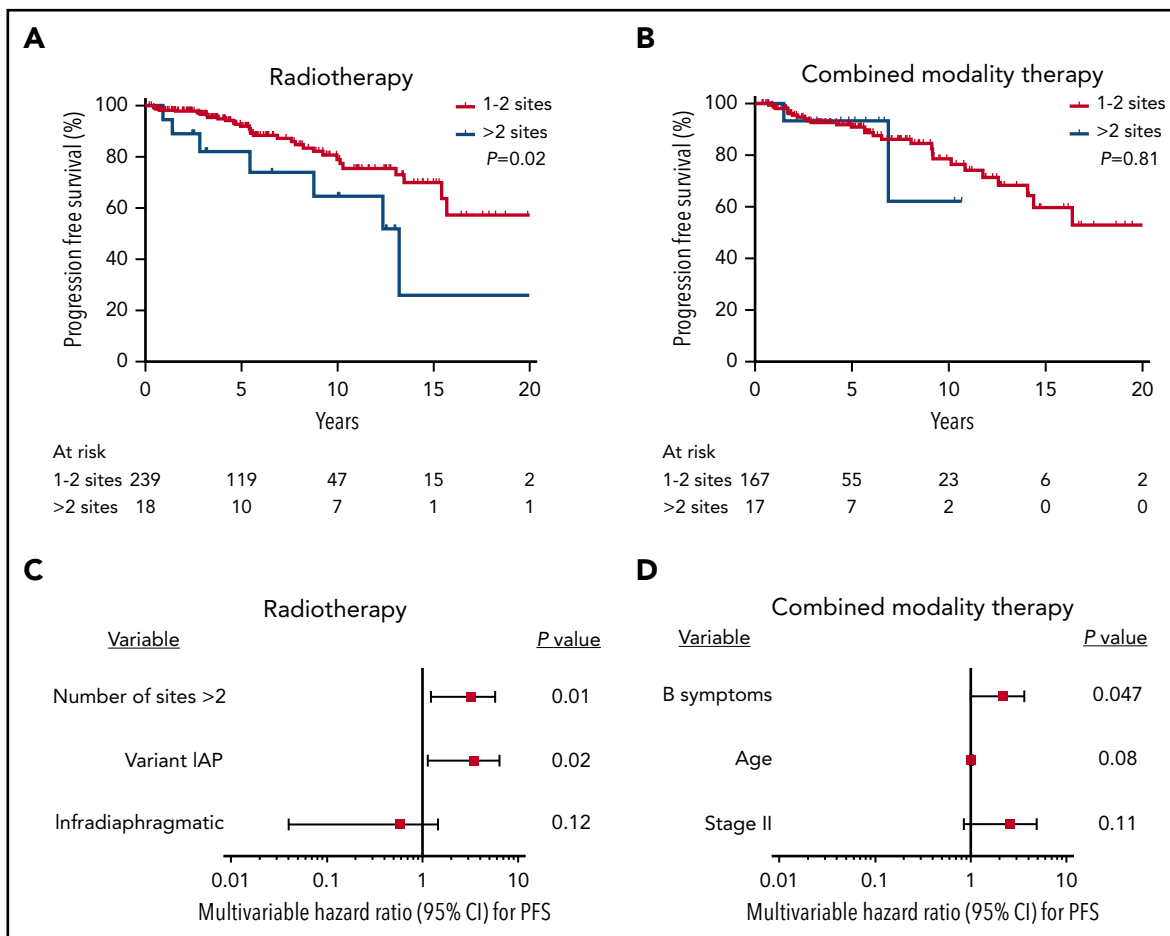 A
Radiotherapy
Progression free survival (%)
100
80
60
40
20
0
1-2 sites
>2 sites
P=0.02
0 5 10 15 20
Years
At risk
1-2 sites 239 119 47 15 2
>2 sites 18 10 7 1 1
B
Combined modality therapy
Progression free survival (%)
100
80
60
40
20
0
1-2 sites
>2 sites
P=0.81
0 5 10 15 20
Years
At risk
1-2 sites 167 55 23 6 2
>2 sites 17 7 2 0 0
C
Radiotherapy
Variable P value
Number of sites >2 0.01
Variant IAP 0.02
Infradiaphragmatic 0.12
0.01 0.1 1 10
Multivariable hazard ratio (95% CI) for PFS
D
Combined modality therapy
Variable P value
B symptoms 0.047
Age 0.08
Stage II 0.11
0.01 0.1 1 10
Multivariable hazard ratio (95% CI) for PFS